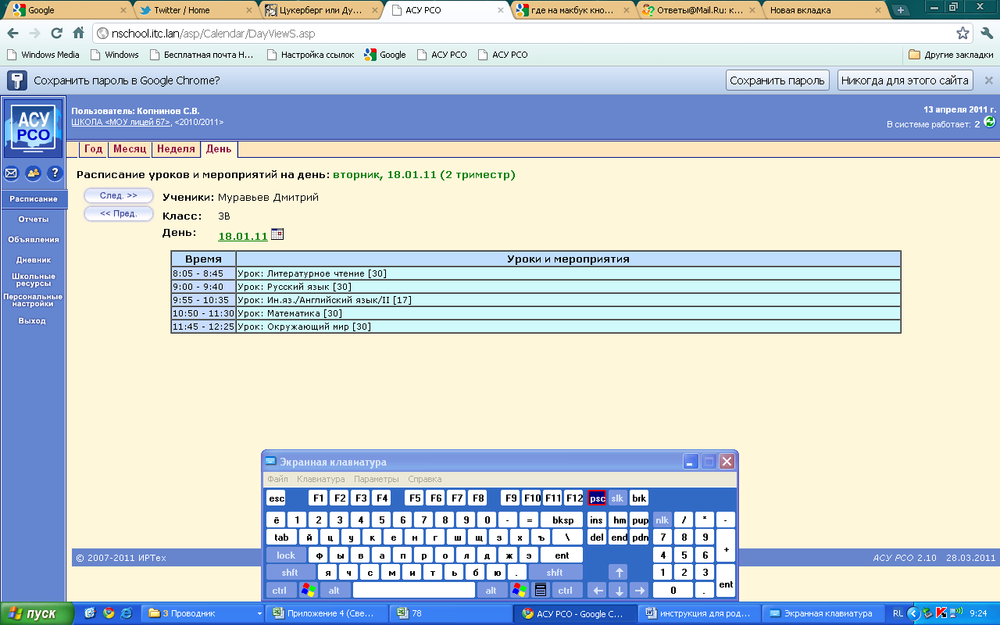 Google
Twitter / Home
Цукерберг или Ду...
АСУ РСО
где на макбук кно...
Ответы@Mail.Ru: к...
Новая вкладка
nschool.itc.lan/asp/Calendar/DayViewS.asp
Windows Media
Windows
Бесплатная почта H...
Настройка ссылок
Google
АСУ РСО
АСУ РСО
Другие закладки
Сохранить пароль в Google Chrome?
Сохранить пароль
Никогда для этого сайта
АСУ
РСО
Пользователь: Копнинов С.В.
ШКОЛА <МОУ лицей 67>, <2010/2011>
13 апреля 2011 г.
В системе работает: 2
Год
Месяц
Неделя
День
?
Расписание
Отчеты
Объявления
Дневник
Школьные
ресурсы
Персональные
настройки
Выход
Расписание уроков и мероприятий на день: вторник, 18.01.11 (2 триместр)
След. >>
<< Пред.
Ученики: Муравьев Дмитрий
Класс: 3В
День: 18.01.11
Время Уроки и мероприятия
8:05 - 8:45 Урок: Литературное чтение [30]
9:00 - 9:40 Урок: Русский язык [30]
9:55 - 10:35 Урок: Ин.яз./Английский язык/II [17]
10:50 - 11:30 Урок: Математика [30]
11:45 - 12:25 Урок: Окружающий мир [30]
Экранная клавиатура
Файл Клавиатура Параметры Справка
esc F1 F2 F3 F4 F5 F6 F7 F8 F9 F10 F11 F12 psc slk brk
ё 1 2 3 4 5 6 7 8 9 0 - = bksp ins hm pup nlk / * -
tab й ц у к е н г ш щ з х ъ \ del end pdn 7 8 9 +
lock ф ы в а п р о л д ж э ent 4 5 6
shft я ч с м и т ь б ю . shft ↑ 1 2 3 ent
ctrl alt alt ctrl ← ↓ → 0 .
© 2007-2011 ИРТех
АСУ РСО 2.10 28.03.2011
пуск
3 Проводник
Приложение 4 (Све...
78
АСУ РСО - Google C...
инструкция для род...
Экранная клавиатура
RL
9:24